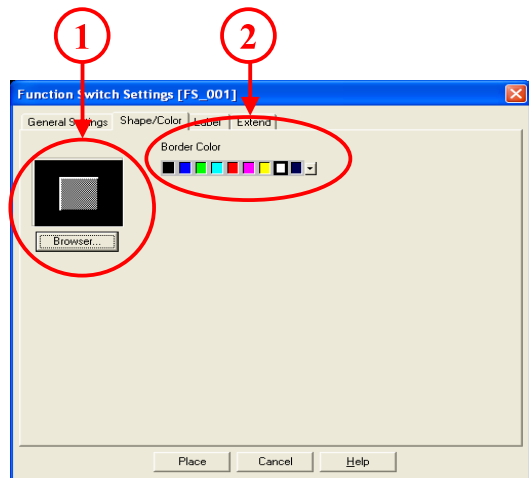 1 2
Function Switch Settings [FS_001]
General Settings Shape/Color Label Extend
Border Color
Browser...
Place Cancel Help